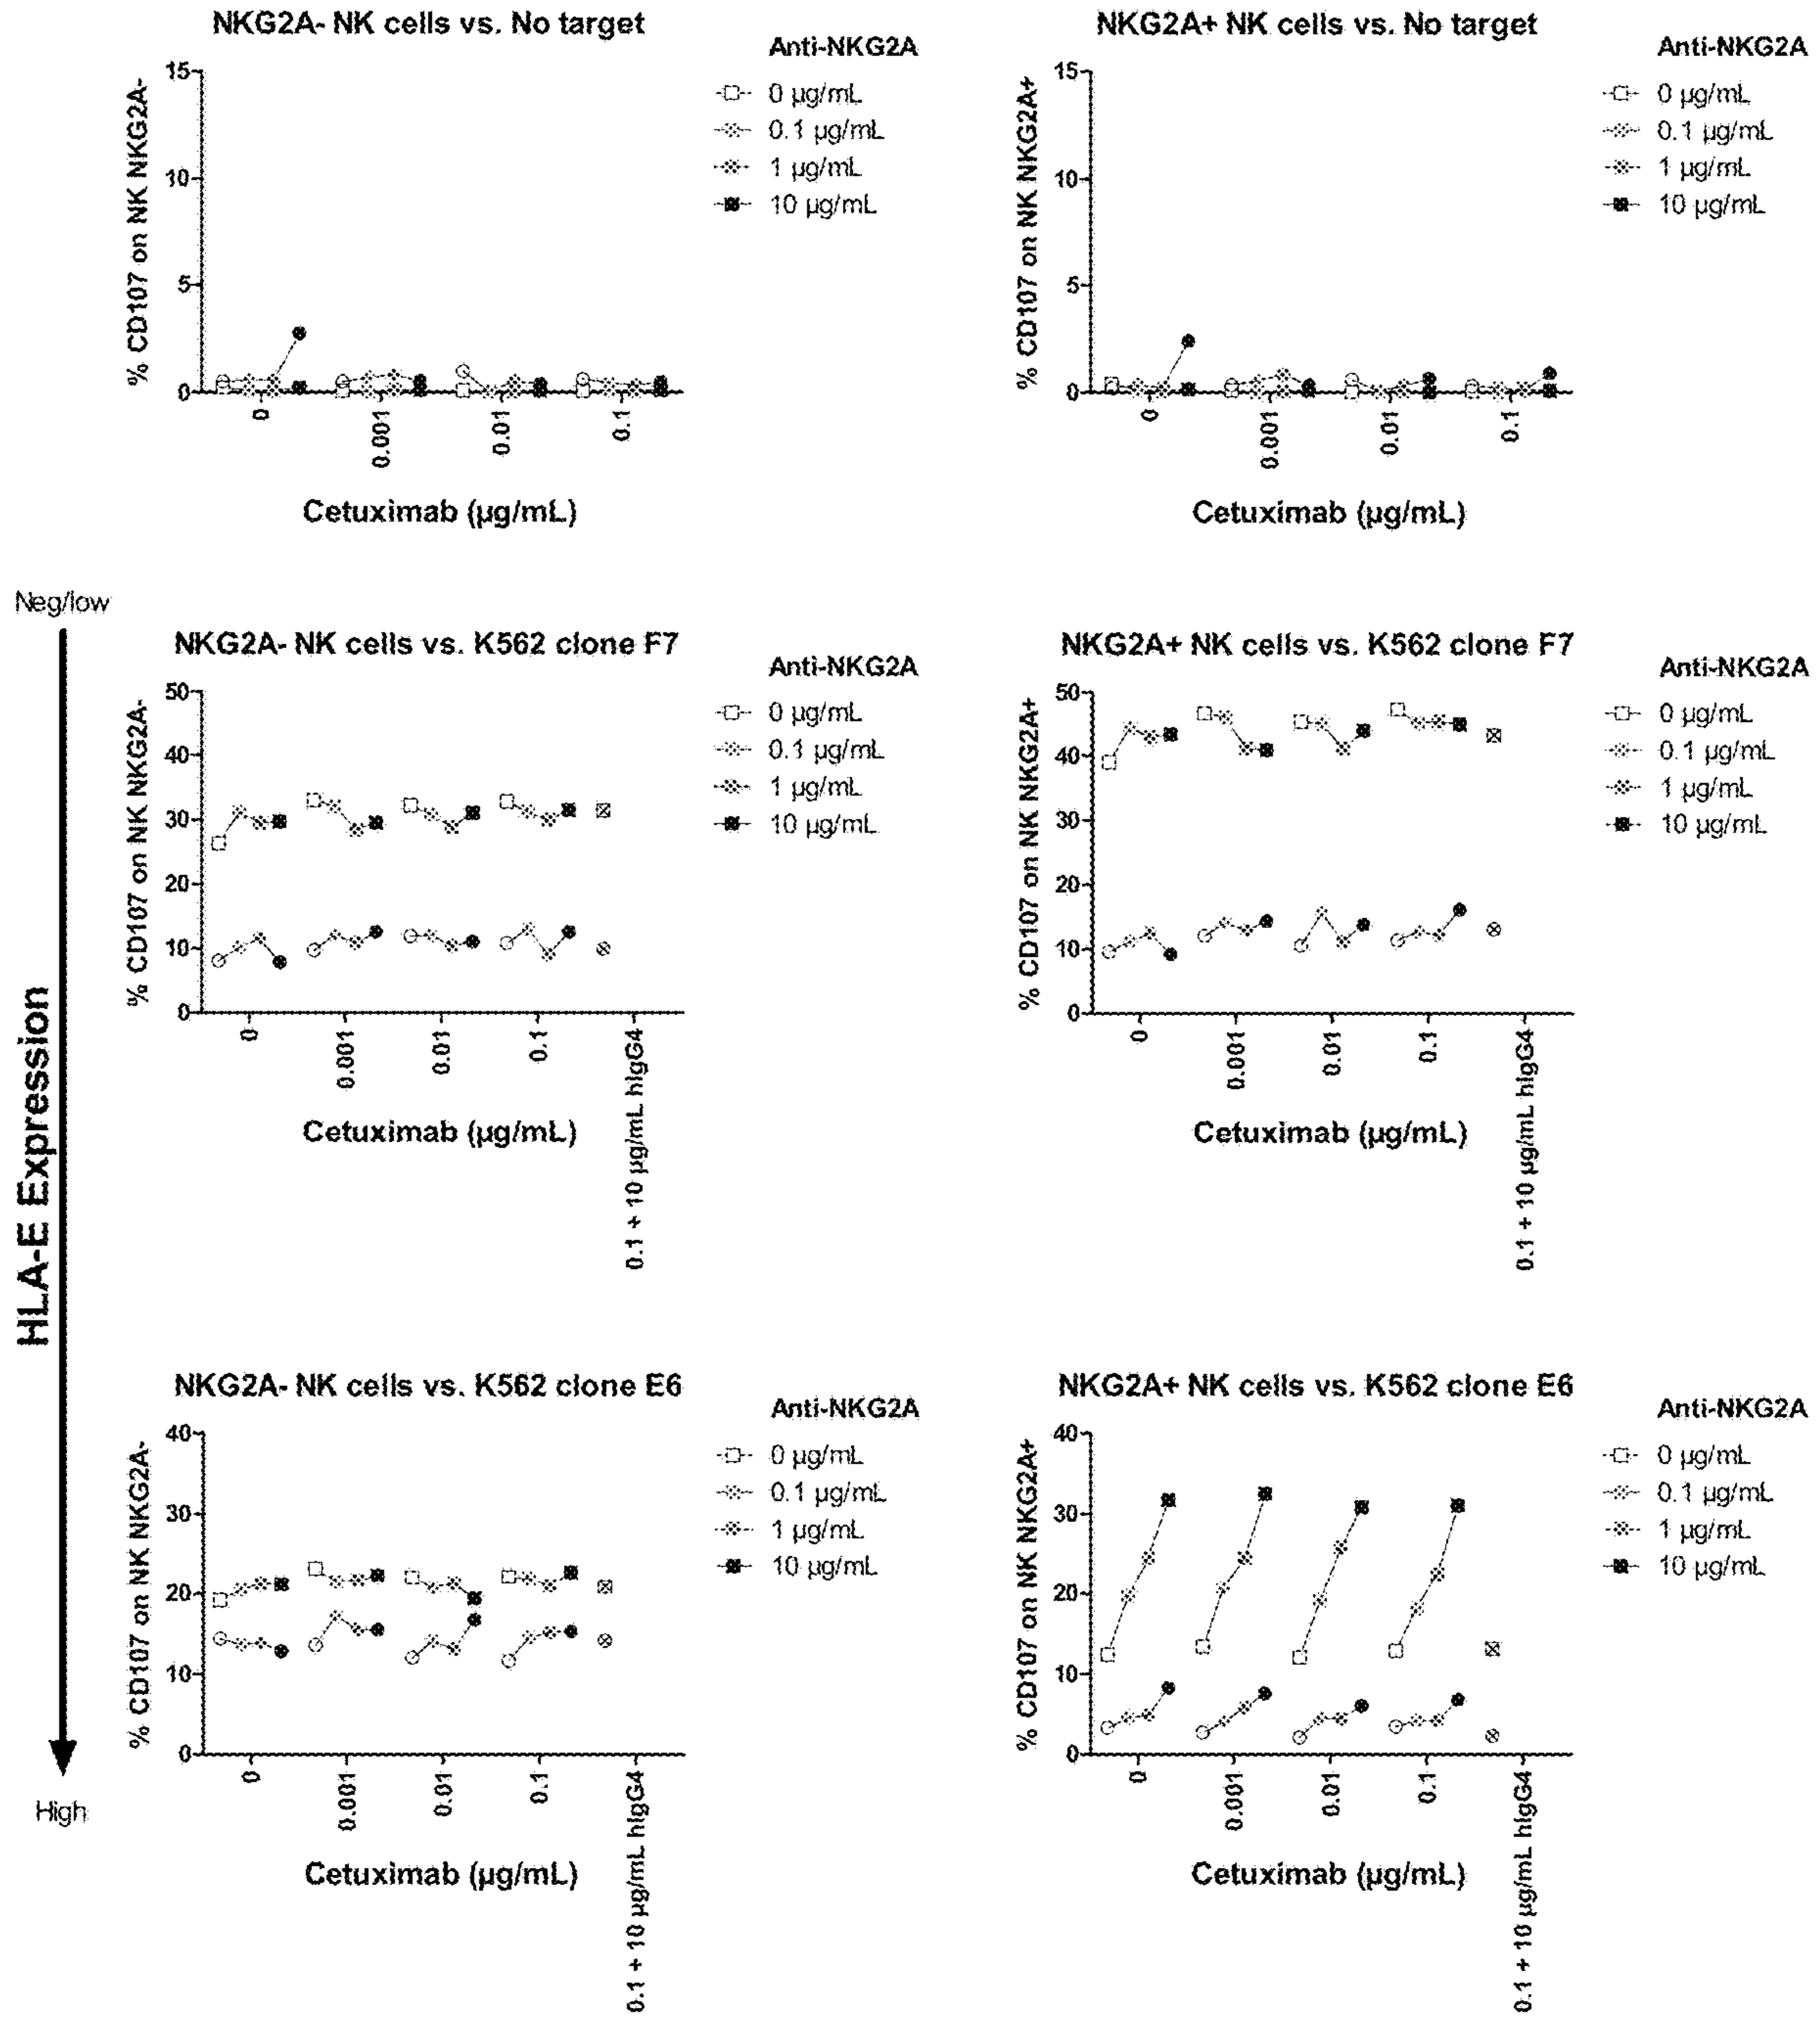 NKG2A- NK cells vs. No target
% CD107 on NK NKG2A-
15
10
5
0
0
0.001
0.01
0.1
Cetuximab (µg/mL)
Anti-NKG2A
0 µg/mL
0.1 µg/mL
1 µg/mL
10 µg/mL
NKG2A+ NK cells vs. No target
% CD107 on NK NKG2A+
15
10
5
0
0
0.001
0.01
0.1
Cetuximab (µg/mL)
Anti-NKG2A
0 µg/mL
0.1 µg/mL
1 µg/mL
10 µg/mL
Neg/low
HLA-E Expression
High
NKG2A- NK cells vs. K562 clone F7
% CD107 on NK NKG2A-
50
40
30
20
10
0
0
0.001
0.01
0.1
0.1 + 10 µg/mL hIgG4
Cetuximab (µg/mL)
Anti-NKG2A
0 µg/mL
0.1 µg/mL
1 µg/mL
10 µg/mL
NKG2A+ NK cells vs. K562 clone F7
% CD107 on NK NKG2A+
50
40
30
20
10
0
0
0.001
0.01
0.1
0.1 + 10 µg/mL hIgG4
Cetuximab (µg/mL)
Anti-NKG2A
0 µg/mL
0.1 µg/mL
1 µg/mL
10 µg/mL
NKG2A- NK cells vs. K562 clone E6
% CD107 on NK NKG2A-
40
30
20
10
0
0
0.001
0.01
0.1
0.1 + 10 µg/mL hIgG4
Cetuximab (µg/mL)
Anti-NKG2A
0 µg/mL
0.1 µg/mL
1 µg/mL
10 µg/mL
NKG2A+ NK cells vs. K562 clone E6
% CD107 on NK NKG2A+
40
30
20
10
0
0
0.001
0.01
0.1
0.1 + 10 µg/mL hIgG4
Cetuximab (µg/mL)
Anti-NKG2A
0 µg/mL
0.1 µg/mL
1 µg/mL
10 µg/mL